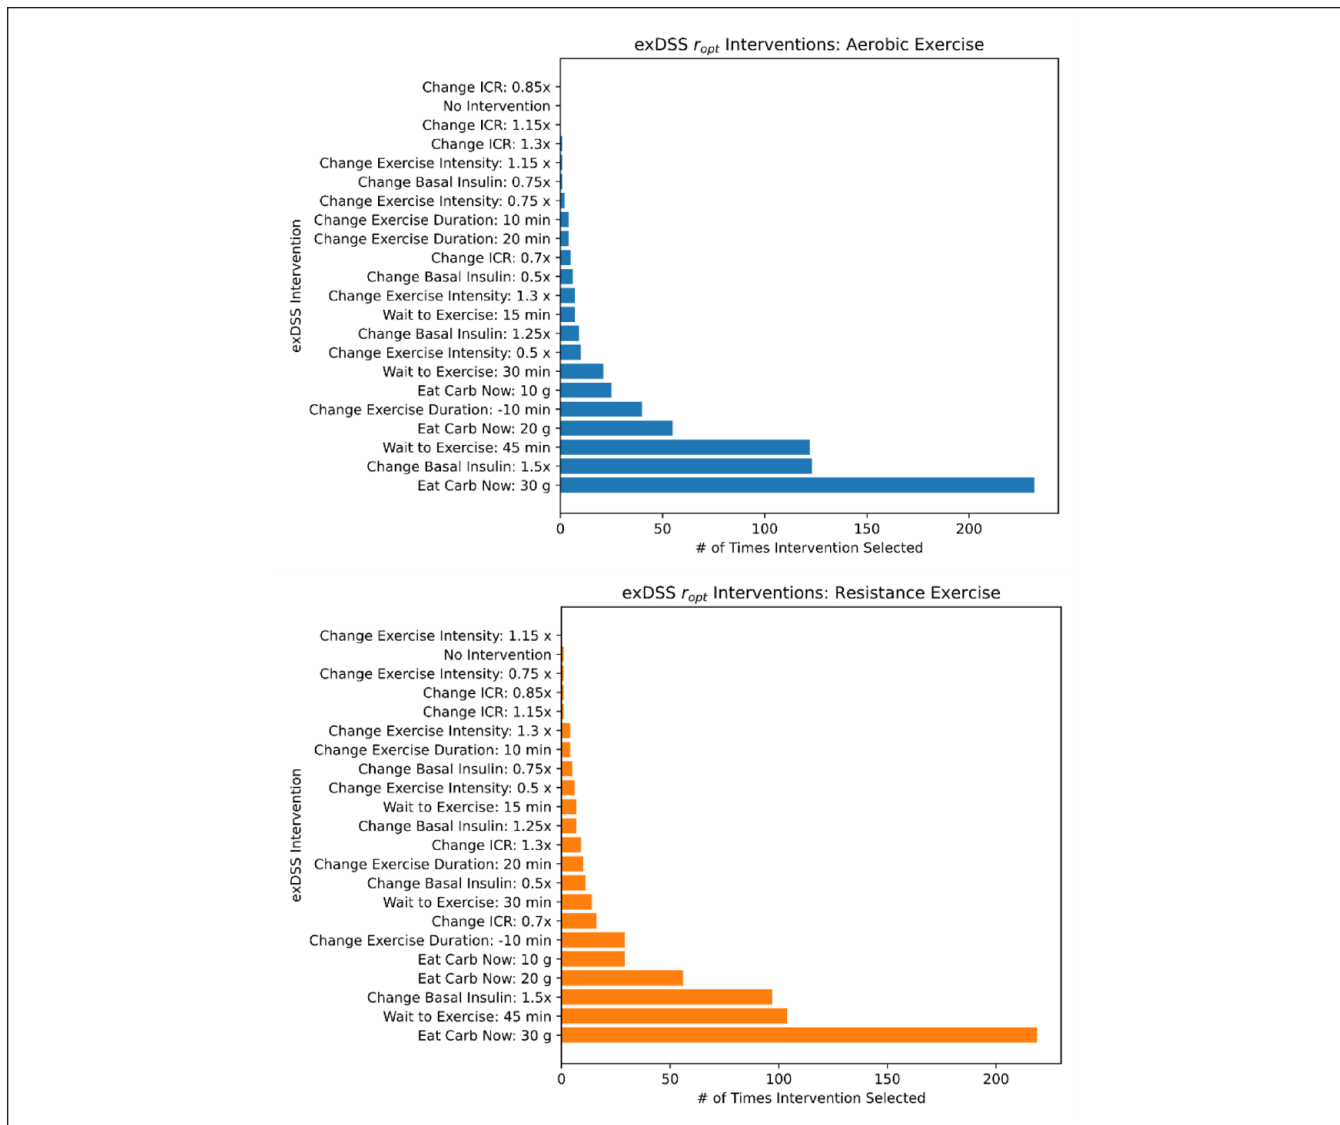 exDSS r_opt Interventions: Aerobic Exercise
exDSS Intervention
Change ICR: 0.85x
No Intervention
Change ICR: 1.15x
Change ICR: 1.3x
Change Exercise Intensity: 1.15 x
Change Basal Insulin: 0.75x
Change Exercise Intensity: 0.75 x
Change Exercise Duration: 10 min
Change Exercise Duration: 20 min
Change ICR: 0.7x
Change Basal Insulin: 0.5x
Change Exercise Intensity: 1.3 x
Wait to Exercise: 15 min
Change Basal Insulin: 1.25x
Change Exercise Intensity: 0.5 x
Wait to Exercise: 30 min
Eat Carb Now: 10 g
Change Exercise Duration: -10 min
Eat Carb Now: 20 g
Wait to Exercise: 45 min
Change Basal Insulin: 1.5x
Eat Carb Now: 30 g
0 50 100 150 200
# of Times Intervention Selected
exDSS r_opt Interventions: Resistance Exercise
exDSS Intervention
Change Exercise Intensity: 1.15 x
No Intervention
Change Exercise Intensity: 0.75 x
Change ICR: 0.85x
Change ICR: 1.15x
Change Exercise Intensity: 1.3 x
Change Exercise Duration: 10 min
Change Basal Insulin: 0.75x
Change Exercise Intensity: 0.5 x
Wait to Exercise: 15 min
Change Basal Insulin: 1.25x
Change ICR: 1.3x
Change Exercise Duration: 20 min
Change Basal Insulin: 0.5x
Wait to Exercise: 30 min
Change ICR: 0.7x
Change Exercise Duration: -10 min
Eat Carb Now: 10 g
Eat Carb Now: 20 g
Change Basal Insulin: 1.5x
Wait to Exercise: 45 min
Eat Carb Now: 30 g
0 50 100 150 200
# of Times Intervention Selected